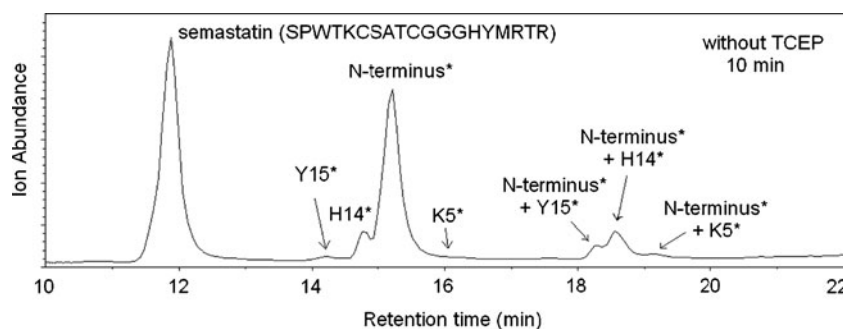 semastatin (SPWTKCSATCGGGHYMRTR)
without TCEP
10 min
N-terminus*
Y15*
H14*
K5*
N-terminus*
+ Y15*
N-terminus*
+ H14*
N-terminus*
+ K5*
Ion Abundance
10 12 14 16 18 20 22
Retention time (min)